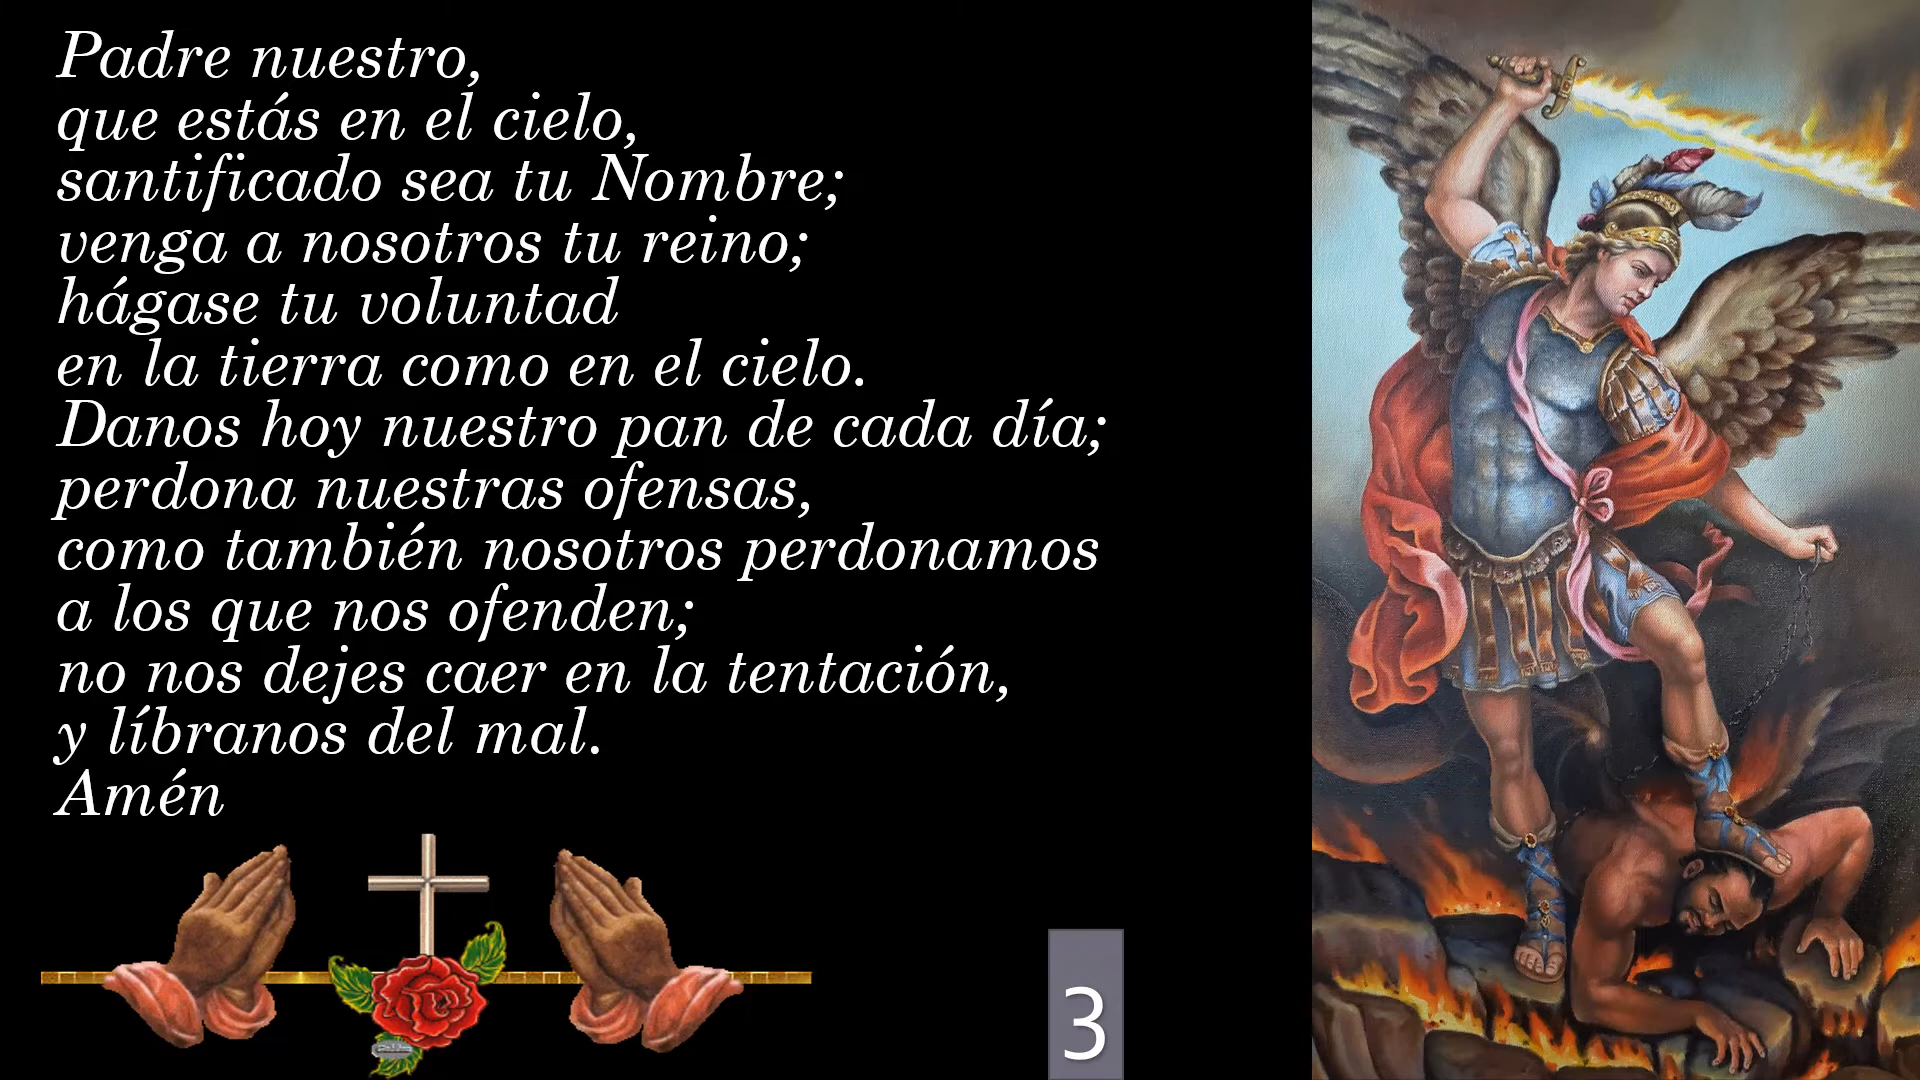 Padre nuestro,
que estás en el cielo,
santificado sea tu Nombre;
venga a nosotros tu reino;
hágase tu voluntad
en la tierra como en el cielo.
Danos hoy nuestro pan de cada día;
perdona nuestras ofensas,
como también nosotros perdonamos
a los que nos ofenden;
no nos dejes caer en la tentación,
y líbranos del mal.
Amén
3